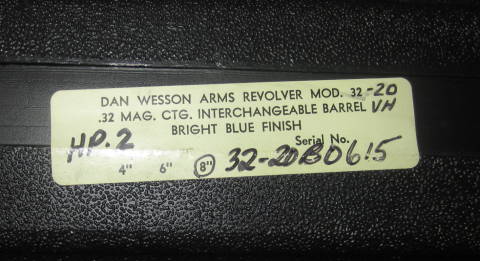 DAN WESSON ARMS REVOLVER MOD. 32-20
.32 MAG. CTG. INTERCHANGEABLE BARREL VH
BRIGHT BLUE FINISH
HP.2 Serial No.
4" 6" 8" 32-20B0615